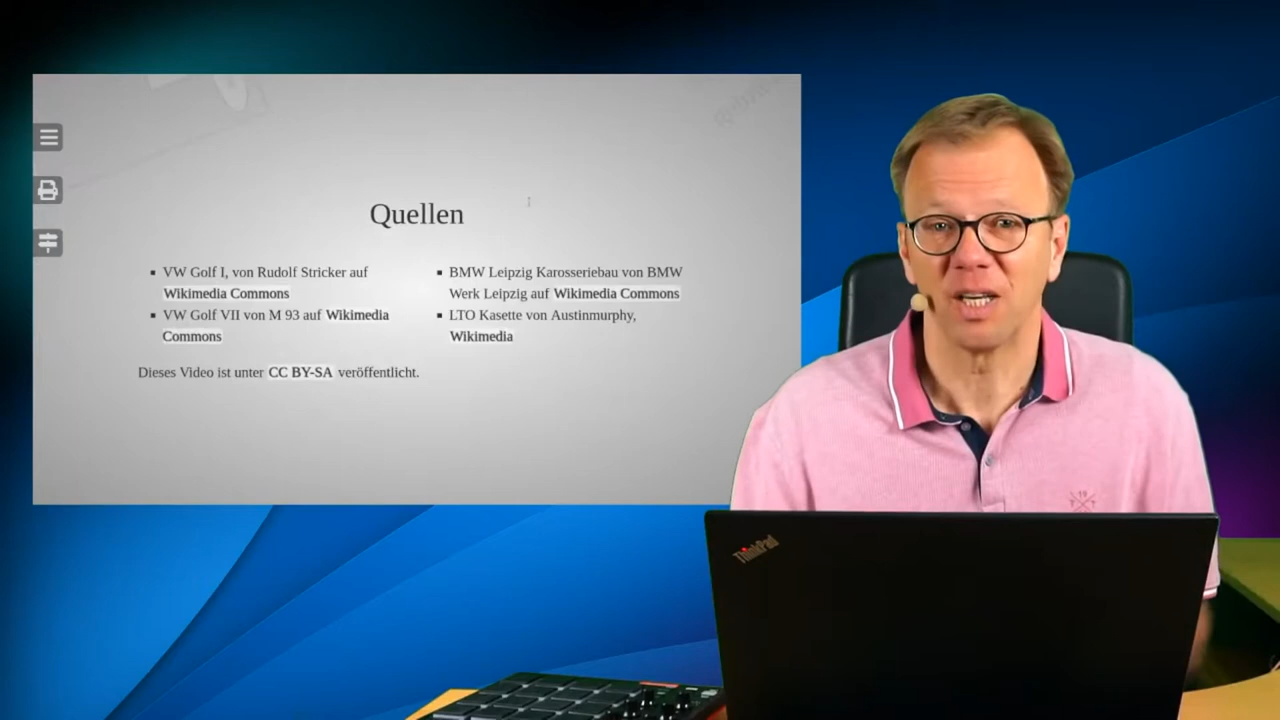 Quellen
VW Golf I, von Rudolf Stricker auf
Wikimedia Commons
VW Golf VII von M 93 auf Wikimedia
Commons
BMW Leipzig Karosseriebau von BMW
Werk Leipzig auf Wikimedia Commons
LTO Kasette von Austinmurphy,
Wikimedia
Dieses Video ist unter CC BY-SA veröffentlicht.
ThinkPad